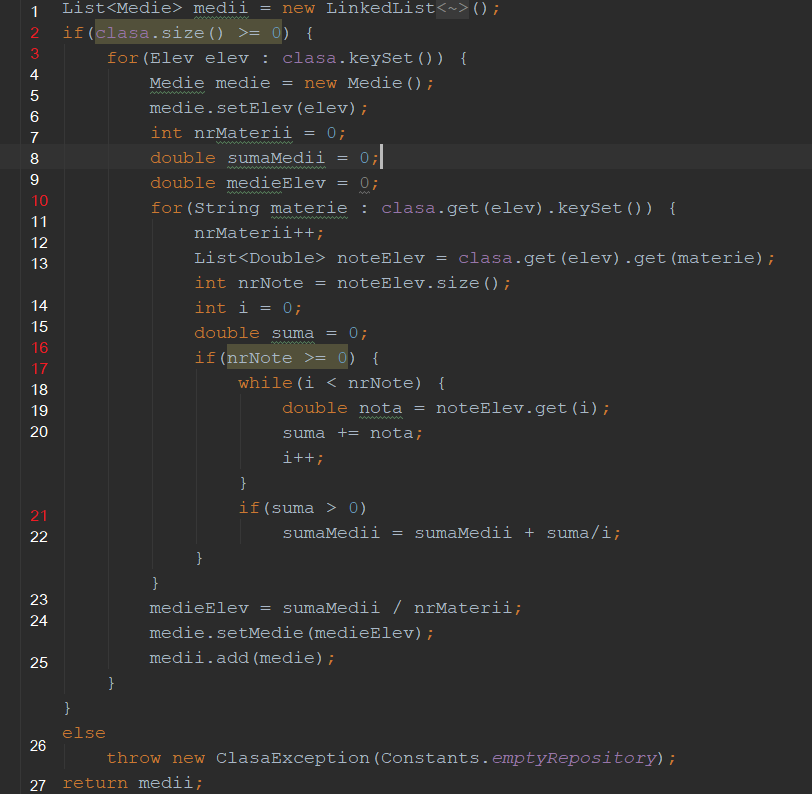 1
2
3
4
5
6
7
8
9
10
11
12
13
14
15
16
17
18
19
20
21
22
23
24
25
26
27
List<Medie> medii = new LinkedList<~>();
if(clasa.size() >= 0) {
for(Elev elev : clasa.keySet()) {
Medie medie = new Medie();
medie.setElev(elev);
int nrMaterii = 0;
double sumaMedii = 0;
double medieElev = 0;
for(String materie : clasa.get(elev).keySet()) {
nrMaterii++;
List<Double> noteElev = clasa.get(elev).get(materie);
int nrNote = noteElev.size();
int i = 0;
double suma = 0;
if(nrNote >= 0) {
while(i < nrNote) {
double nota = noteElev.get(i);
suma += nota;
i++;
}
if(suma > 0)
sumaMedii = sumaMedii + suma/i;
}
}
medieElev = sumaMedii / nrMaterii;
medie.setMedie(medieElev);
medii.add(medie);
}
}
else
throw new ClasaException(Constants.emptyRepository);
return medii;